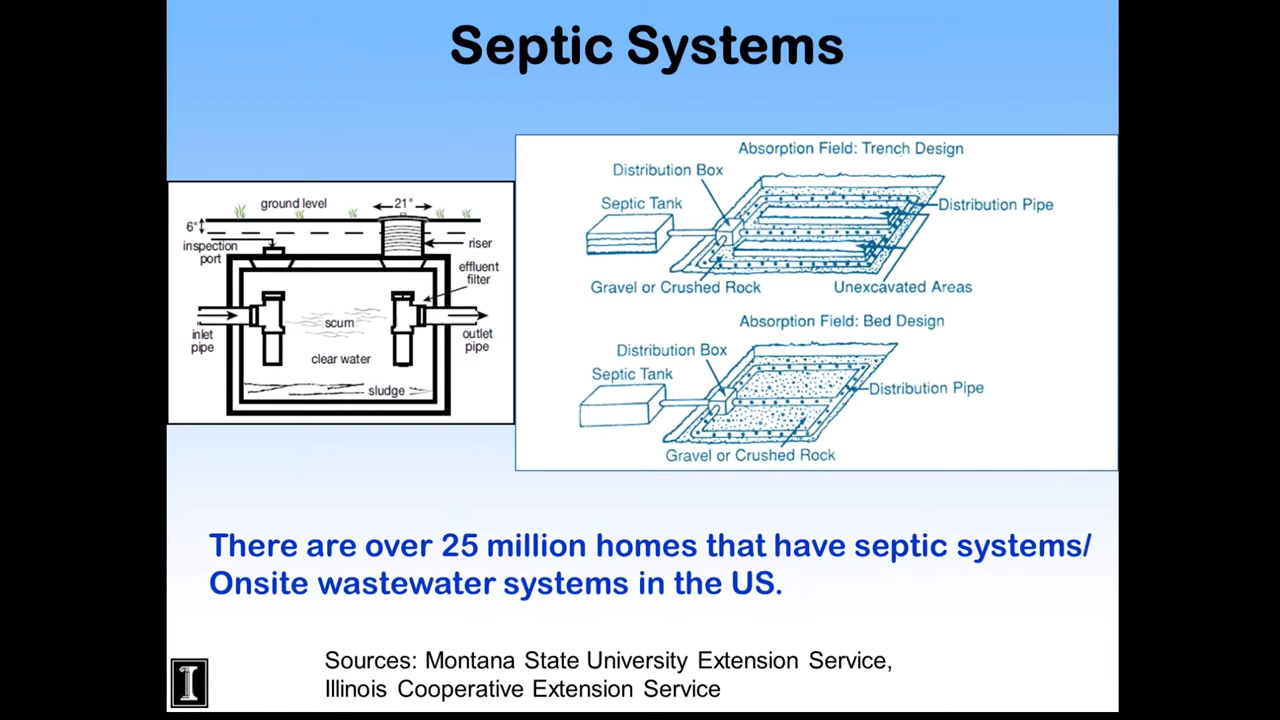 Septic Systems
ground level
21"
6"
inspection
port
riser
effluent
filter
inlet
pipe
scum
outlet
pipe
clear water
sludge
Absorption Field: Trench Design
Distribution Box
Septic Tank
Distribution Pipe
Gravel or Crushed Rock
Unexcavated Areas
Absorption Field: Bed Design
Distribution Box
Septic Tank
Distribution Pipe
Gravel or Crushed Rock
There are over 25 million homes that have septic systems/
Onsite wastewater systems in the US.
Sources: Montana State University Extension Service,
Illinois Cooperative Extension Service
I